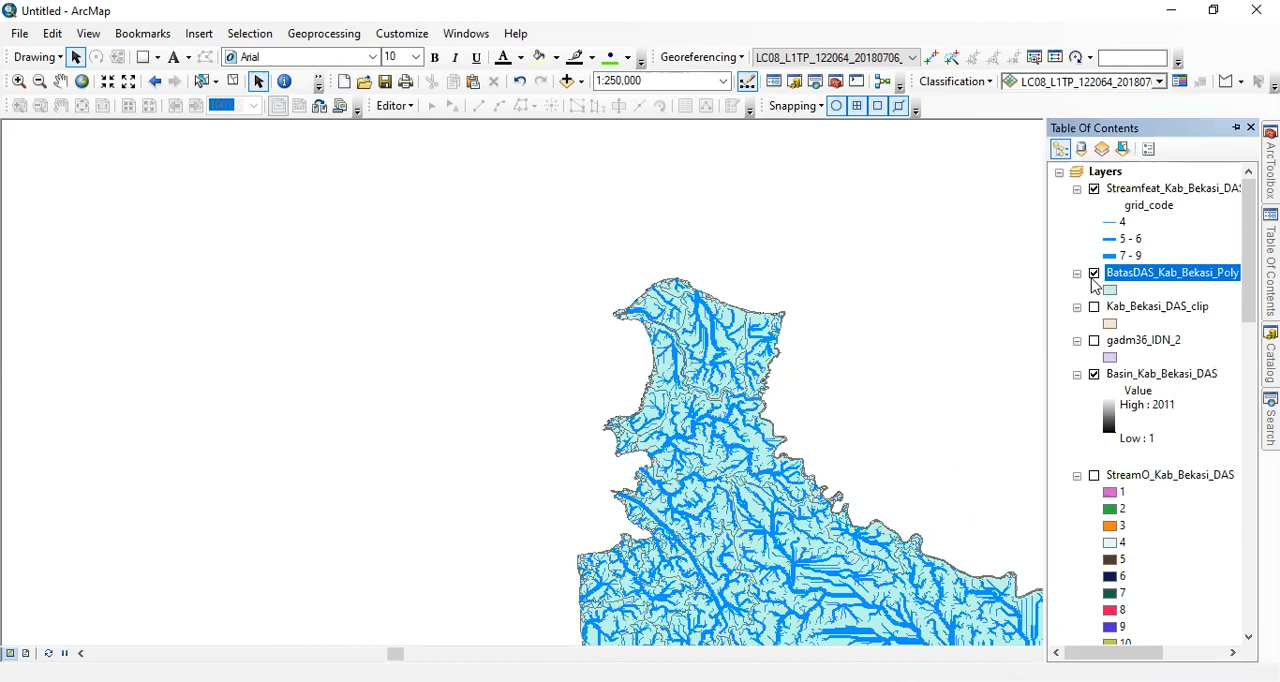 Untitled - ArcMap
File Edit View Bookmarks Insert Selection Geoprocessing Customize Windows Help
Drawing Arial 10 B I U A Georeferencing LC08_L1TP_122064_20180706_
1:250.000 Classification LC08_L1TP_122064_201807
100% Editor Snapping
Table Of Contents
Layers
Streamfeat_Kab_Bekasi_DAS
grid_code
4
5 - 6
7 - 9
BatasDAS_Kab_Bekasi_Poly
Kab_Bekasi_DAS_clip
gadm36_IDN_2
Basin_Kab_Bekasi_DAS
Value
High : 2011
Low : 1
StreamO_Kab_Bekasi_DAS
1
2
3
4
5
6
7
8
9
10
ArcToolbox
Table Of Contents
Catalog
Search